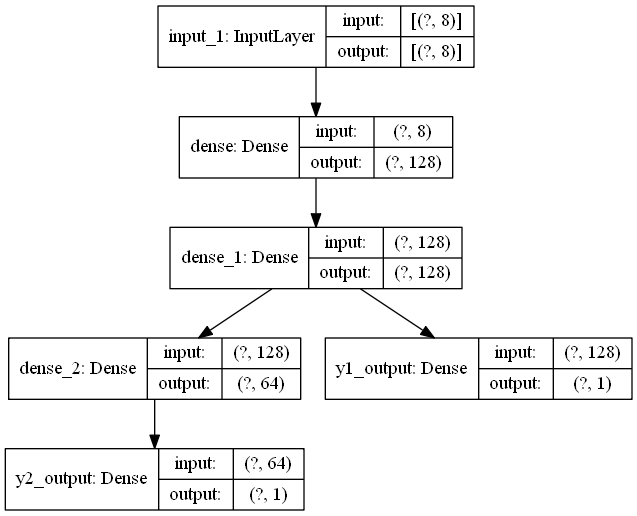 input_1: InputLayer
input: [(?, 8)]
output: [(?, 8)]
dense: Dense
input: (?, 8)
output: (?, 128)
dense_1: Dense
input: (?, 128)
output: (?, 128)
dense_2: Dense
input: (?, 128)
output: (?, 64)
y1_output: Dense
input: (?, 128)
output: (?, 1)
y2_output: Dense
input: (?, 64)
output: (?, 1)